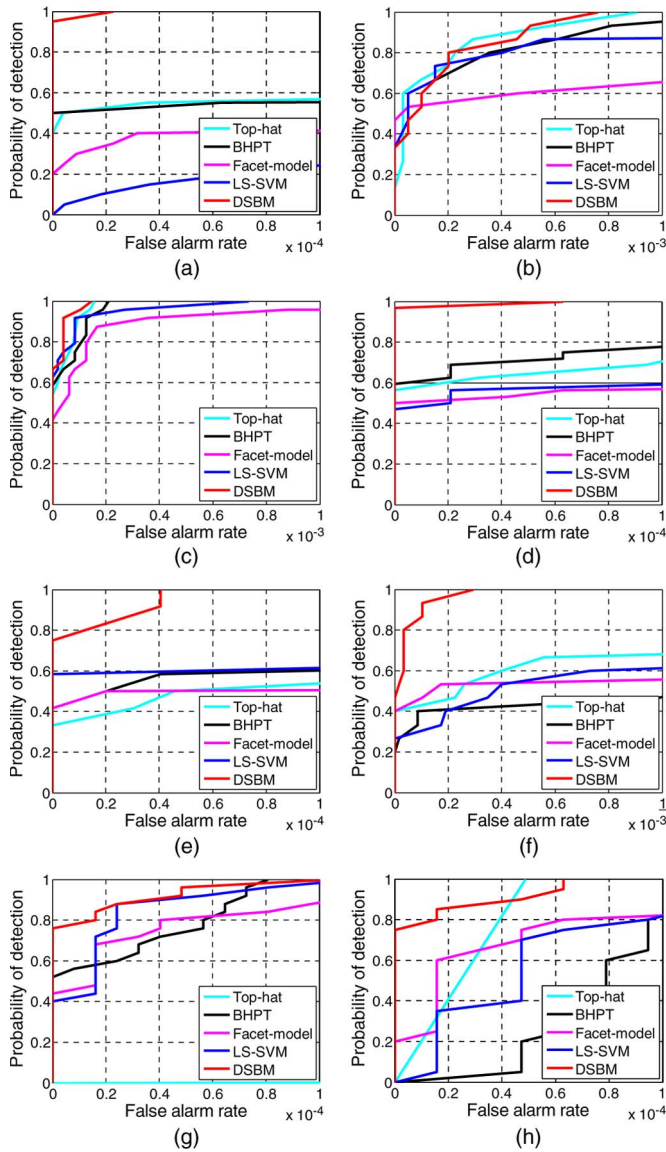 Probability of detection
1
0.8
0.6
0.4
0.2
0
Top-hat
BHPT
Facet-model
LS-SVM
DSBM
0 0.2 0.4 0.6 0.8 1
False alarm rate
x 10-4
(a)
Probability of detection
1
0.8
0.6
0.4
0.2
0
Top-hat
BHPT
Facet-model
LS-SVM
DSBM
0 0.2 0.4 0.6 0.8 1
False alarm rate
x 10-3
(b)
Probability of detection
1
0.8
0.6
0.4
0.2
0
Top-hat
BHPT
Facet-model
LS-SVM
DSBM
0 0.2 0.4 0.6 0.8 1
False alarm rate
x 10-3
(c)
Probability of detection
1
0.8
0.6
0.4
0.2
0
Top-hat
BHPT
Facet-model
LS-SVM
DSBM
0 0.2 0.4 0.6 0.8 1
False alarm rate
x 10-4
(d)
Probability of detection
1
0.8
0.6
0.4
0.2
0
Top-hat
BHPT
Facet-model
LS-SVM
DSBM
0 0.2 0.4 0.6 0.8 1
False alarm rate
x 10-4
(e)
Probability of detection
1
0.8
0.6
0.4
0.2
0
Top-hat
BHPT
Facet-model
LS-SVM
DSBM
0 0.2 0.4 0.6 0.8 1
False alarm rate
x 10-3
(f)
Probability of detection
1
0.8
0.6
0.4
0.2
0
Top-hat
BHPT
Facet-model
LS-SVM
DSBM
0 0.2 0.4 0.6 0.8 1
False alarm rate
x 10-4
(g)
Probability of detection
1
0.8
0.6
0.4
0.2
0
Top-hat
BHPT
Facet-model
LS-SVM
DSBM
0 0.2 0.4 0.6 0.8 1
False alarm rate
x 10-4
(h)